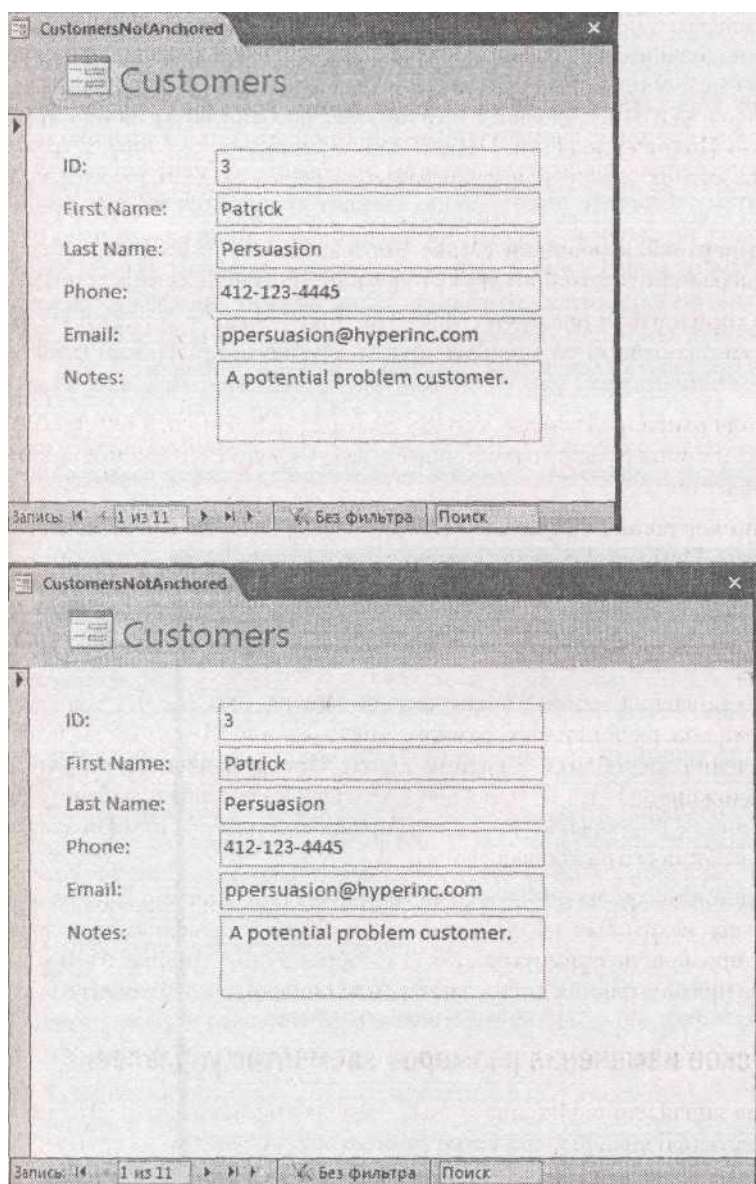 CustomersNotAnchored
Customers
ID: 3
First Name: Patrick
Last Name: Persuasion
Phone: 412-123-4445
Email: ppersuasion@hyperinc.com
Notes: A potential problem customer.
Записи: 1 из 11 Без фильтра Поиск
CustomersNotAnchored
Customers
ID: 3
First Name: Patrick
Last Name: Persuasion
Phone: 412-123-4445
Email: ppersuasion@hyperinc.com
Notes: A potential problem customer.
Записи: 1 из 11 Без фильтра Поиск